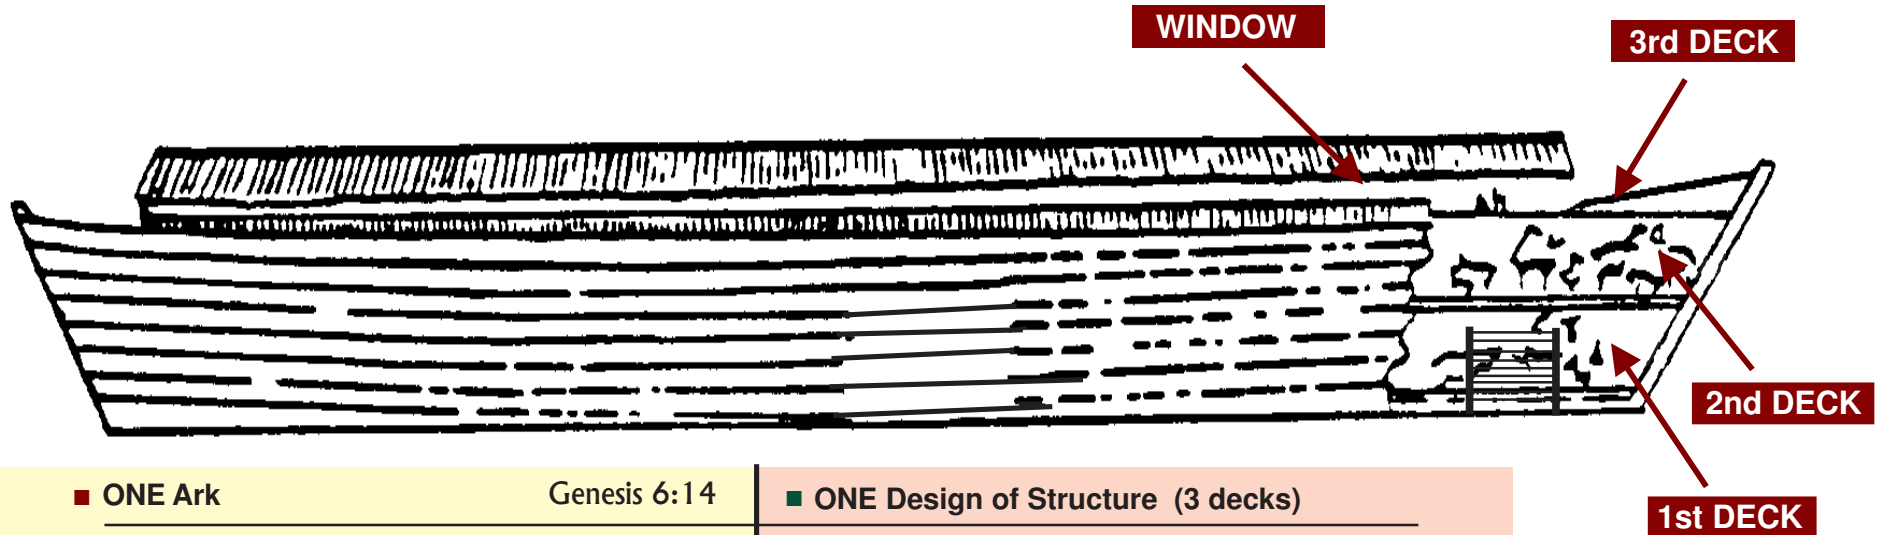 WINDOW
3rd DECK
2nd DECK
1st DECK
ONE Ark Genesis 6:14
ONE Design of Structure (3 decks)